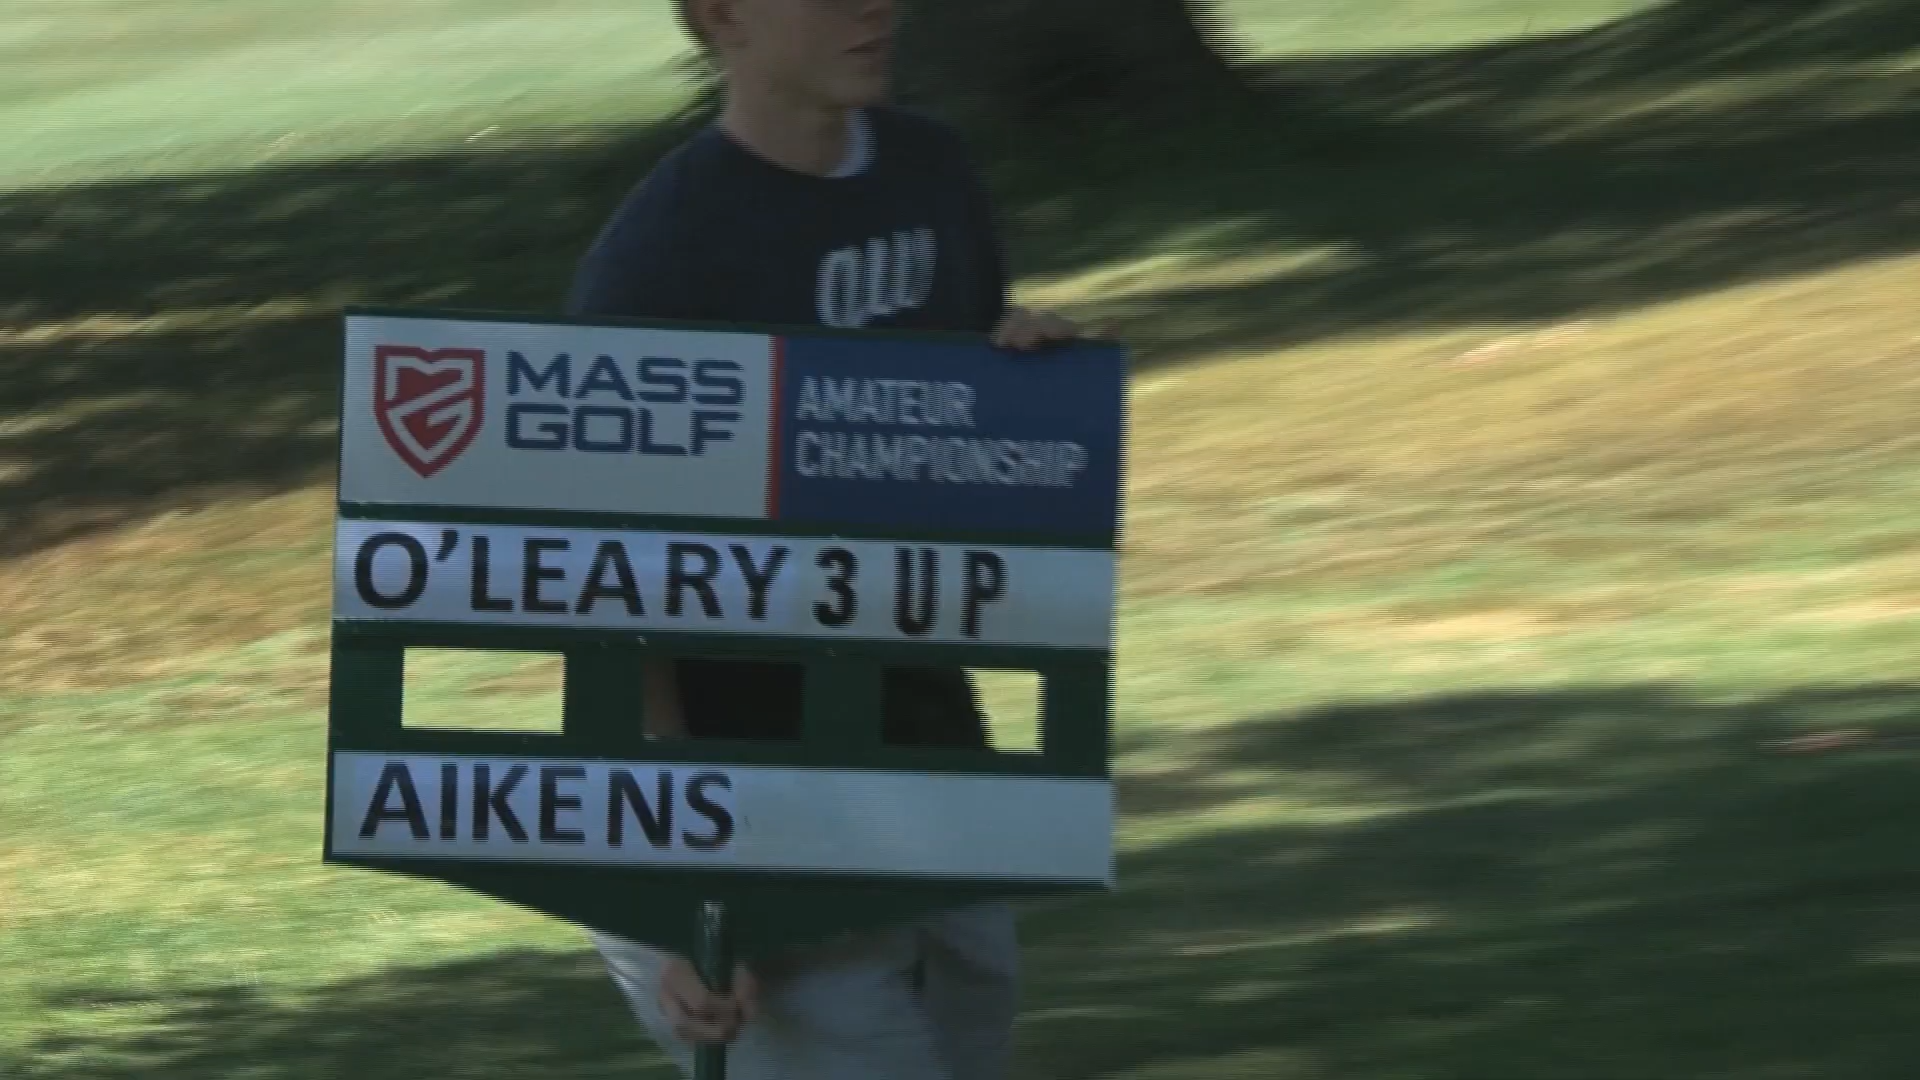 MASS
GOLF
AMATEUR
CHAMPIONSHIP
O'LEARY 3 UP
AIKENS